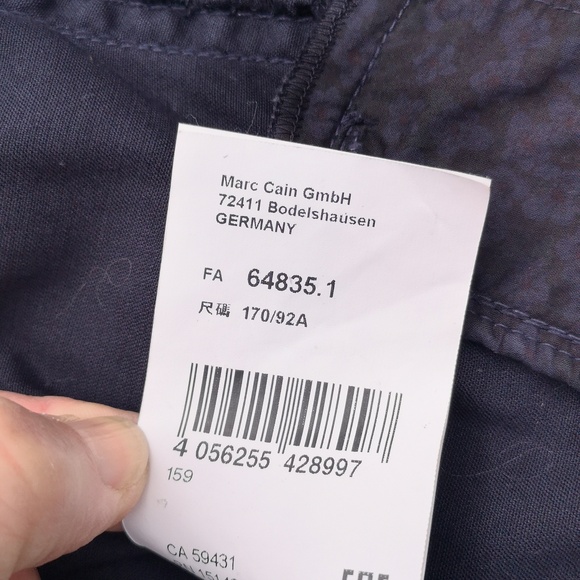 Marc Cain GmbH
72411 Bodelshausen
GERMANY
FA 64835.1
尺碼 170/92A
4 056255 428997
159
CA 59431